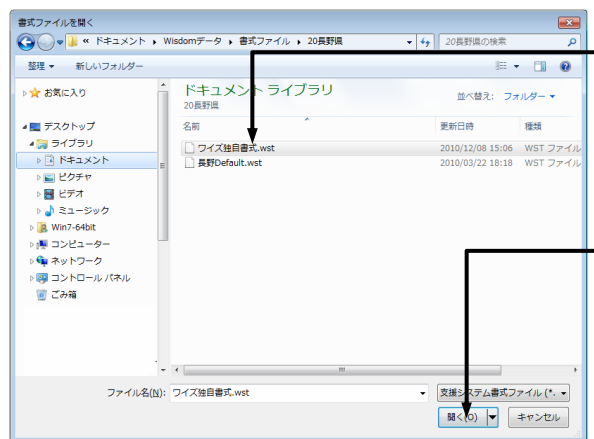 書式ファイルを開く
« ドキュメント ▸ Wisdomデータ ▸ 書式ファイル ▸ 20長野県
20長野県の検索
整理 ▼ 新しいフォルダー
お気に入り
デスクトップ
ライブラリ
ドキュメント
ピクチャ
ビデオ
ミュージック
Win7-64bit
コンピューター
ネットワーク
コントロール パネル
ごみ箱
ドキュメント ライブラリ
20長野県
並べ替え: フォルダー ▼
名前 更新日時 種類
ワイズ独自書式.wst 2010/12/08 15:06 WST ファイル
長野Default.wst 2010/03/22 18:18 WST ファイル
ファイル名(N): ワイズ独自書式.wst
支援システム書式ファイル (*.
開く(O) キャンセル